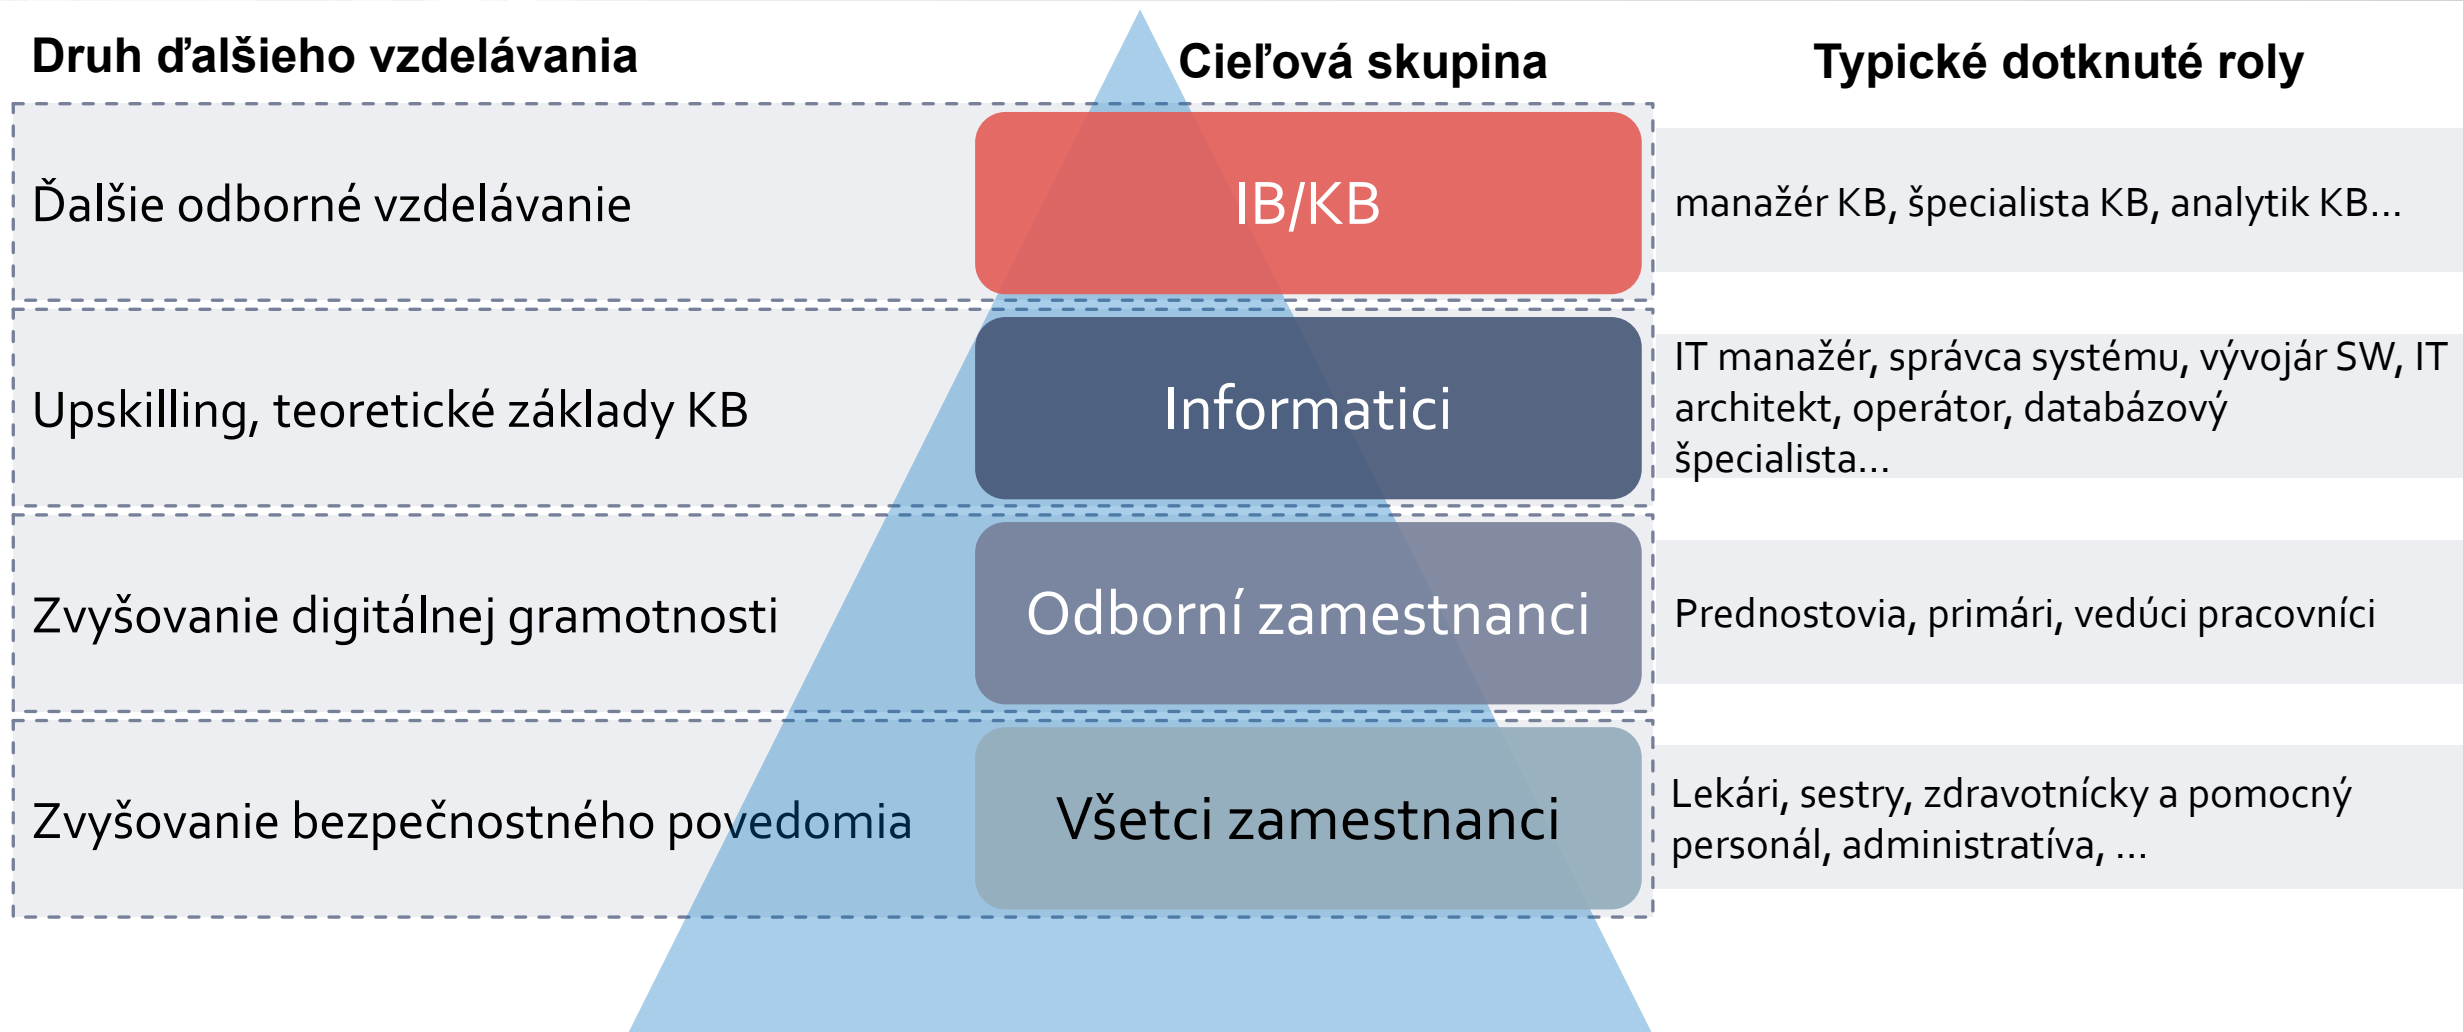 Druh ďalšieho vzdelávania
Cieľová skupina
Typické dotknuté roly
Ďalšie odborné vzdelávanie
IB/KB
manažér KB, špecialista KB, analytik KB...
Upskilling, teoretické základy KB
Informatici
IT manažér, správca systému, vývojár SW, IT
architekt, operátor, databázový
špecialista...
Zvyšovanie digitálnej gramotnosti
Odborní zamestnanci
Prednostovia, primári, vedúci pracovníci
Zvyšovanie bezpečnostného povedomia
Všetci zamestnanci
Lekári, sestry, zdravotnícky a pomocný
personál, administratíva, ...